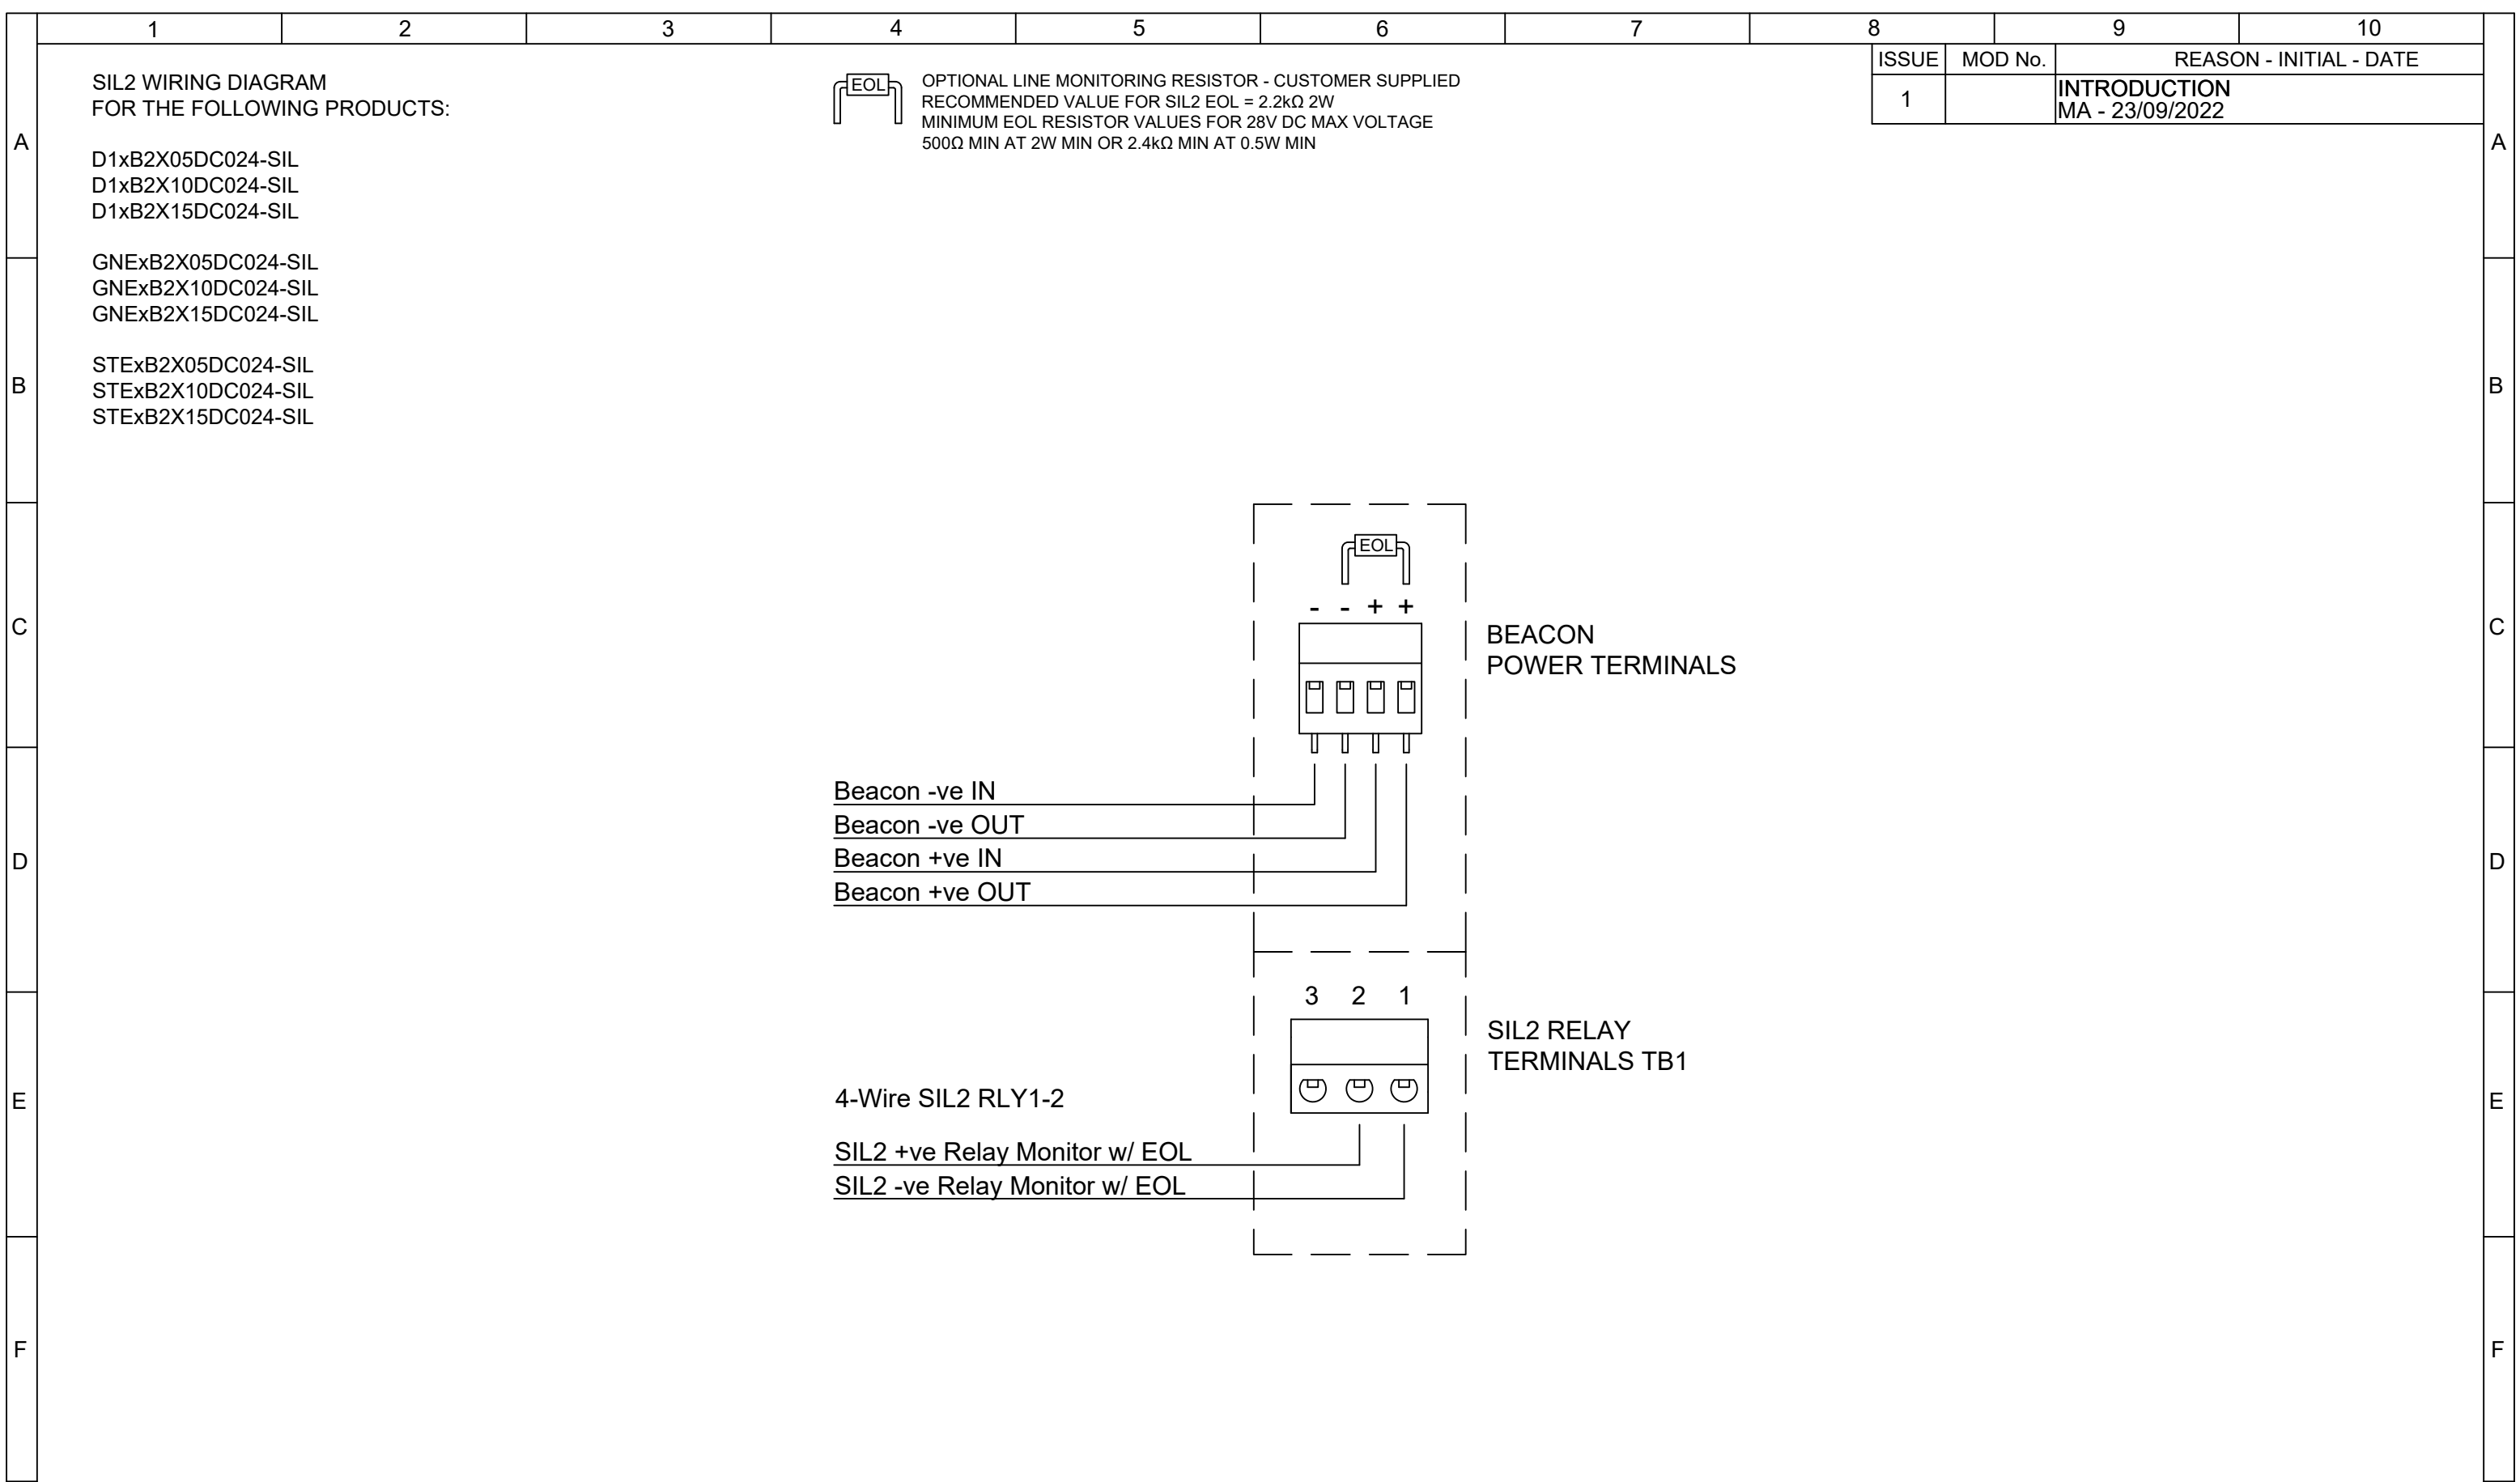 1 2 3 4 5 6 7 8 9 10
ISSUE MOD No. REASON - INITIAL - DATE
1 INTRODUCTION
MA - 23/09/2022
SIL2 WIRING DIAGRAM
FOR THE FOLLOWING PRODUCTS:
D1xB2X05DC024-SIL
D1xB2X10DC024-SIL
D1xB2X15DC024-SIL
GNExB2X05DC024-SIL
GNExB2X10DC024-SIL
GNExB2X15DC024-SIL
STExB2X05DC024-SIL
STExB2X10DC024-SIL
STExB2X15DC024-SIL
EOL
OPTIONAL LINE MONITORING RESISTOR - CUSTOMER SUPPLIED
RECOMMENDED VALUE FOR SIL2 EOL = 2.2kΩ 2W
MINIMUM EOL RESISTOR VALUES FOR 28V DC MAX VOLTAGE
500Ω MIN AT 2W MIN OR 2.4kΩ MIN AT 0.5W MIN
A A
B B
C C
D D
E E
F F
EOL
- - + +
BEACON
POWER TERMINALS
Beacon -ve IN
Beacon -ve OUT
Beacon +ve IN
Beacon +ve OUT
3 2 1
SIL2 RELAY
TERMINALS TB1
4-Wire SIL2 RLY1-2
SIL2 +ve Relay Monitor w/ EOL
SIL2 -ve Relay Monitor w/ EOL